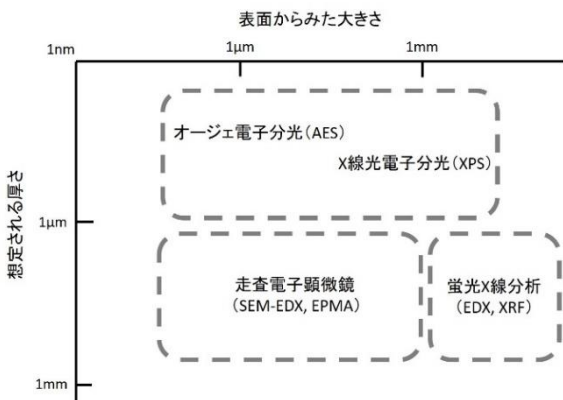 表面からみた大きさ
1nm
1μm
1mm
オージェ電子分光(AES)
X線光電子分光(XPS)
想定される厚さ
1μm
走査電子顕微鏡
(SEM-EDX, EPMA)
蛍光X線分析
(EDX, XRF)
1mm